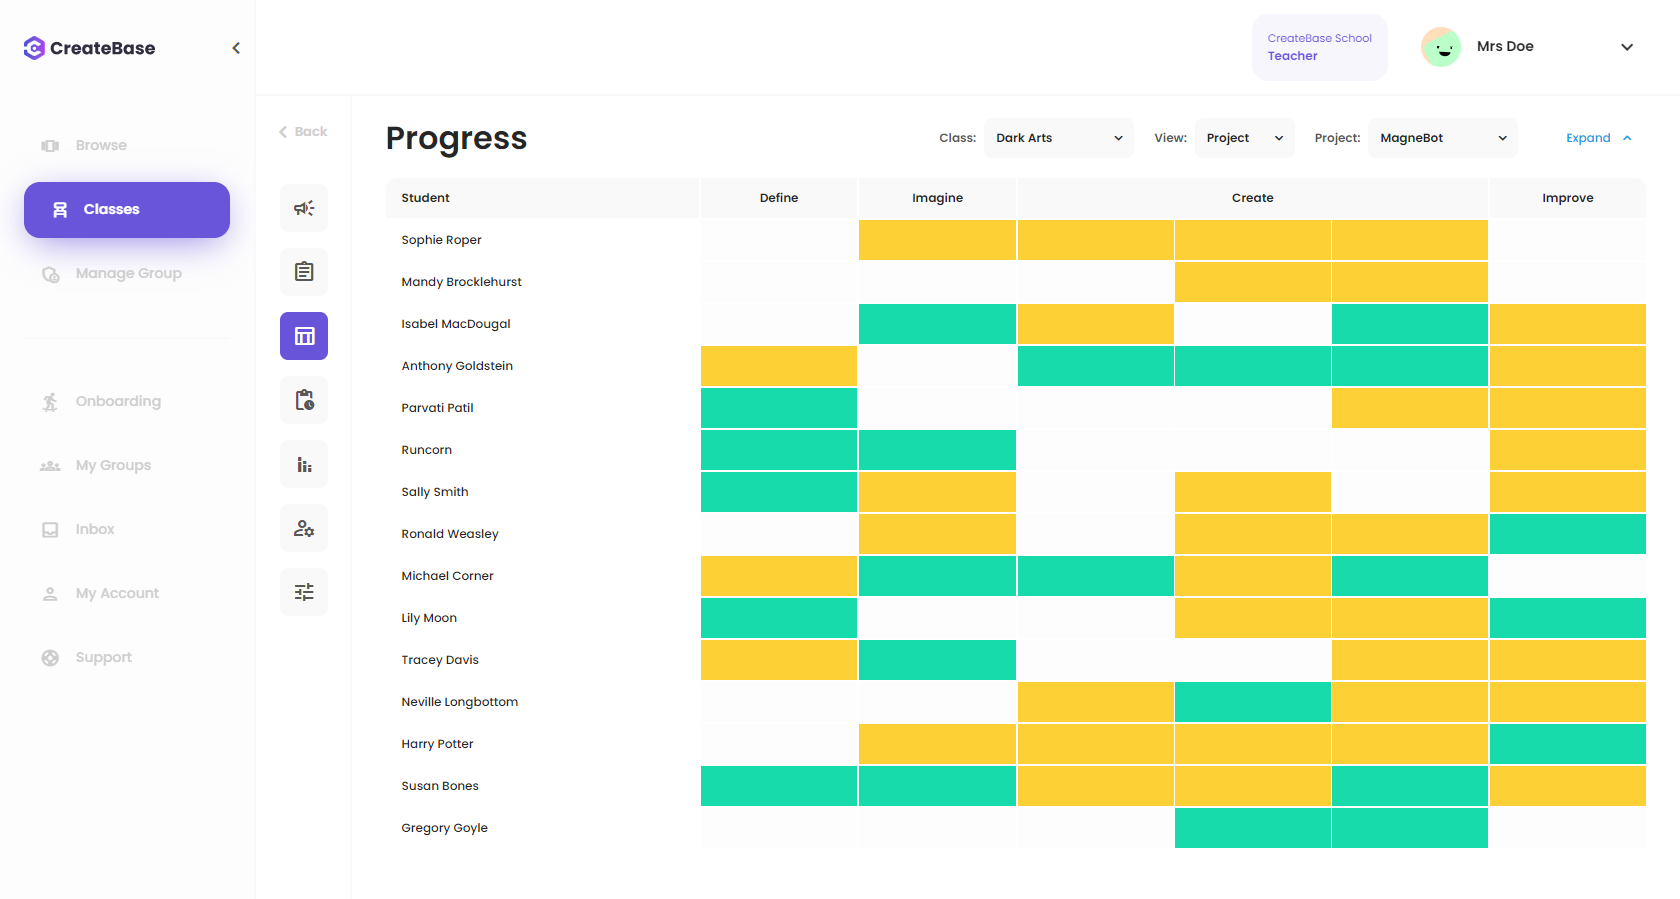 CreateBase
CreateBase School
Teacher
Mrs Doe
Browse
Classes
Manage Group
Onboarding
My Groups
Inbox
My Account
Support
Back
Progress
Class: Dark Arts View: Project Project: MagneBot Expand
Student Define Imagine Create Improve
Sophie Roper
Mandy Brocklehurst
Isabel MacDougal
Anthony Goldstein
Parvati Patil
Runcorn
Sally Smith
Ronald Weasley
Michael Corner
Lily Moon
Tracey Davis
Neville Longbottom
Harry Potter
Susan Bones
Gregory Goyle